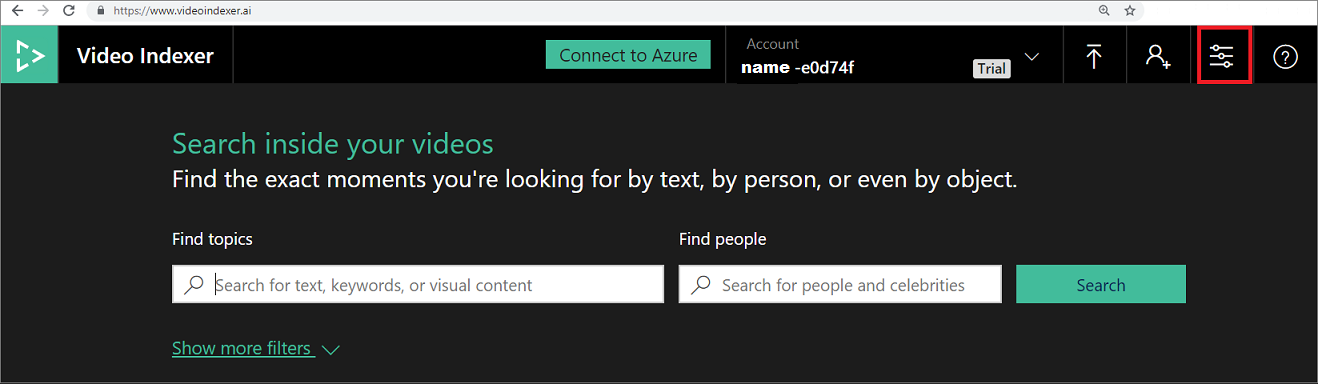 https://www.videoindexer.ai
Video Indexer
Connect to Azure
Account
name -e0d74f
Trial
Search inside your videos
Find the exact moments you're looking for by text, by person, or even by object.
Find topics
Find people
Search for text, keywords, or visual content
Search for people and celebrities
Search
Show more filters